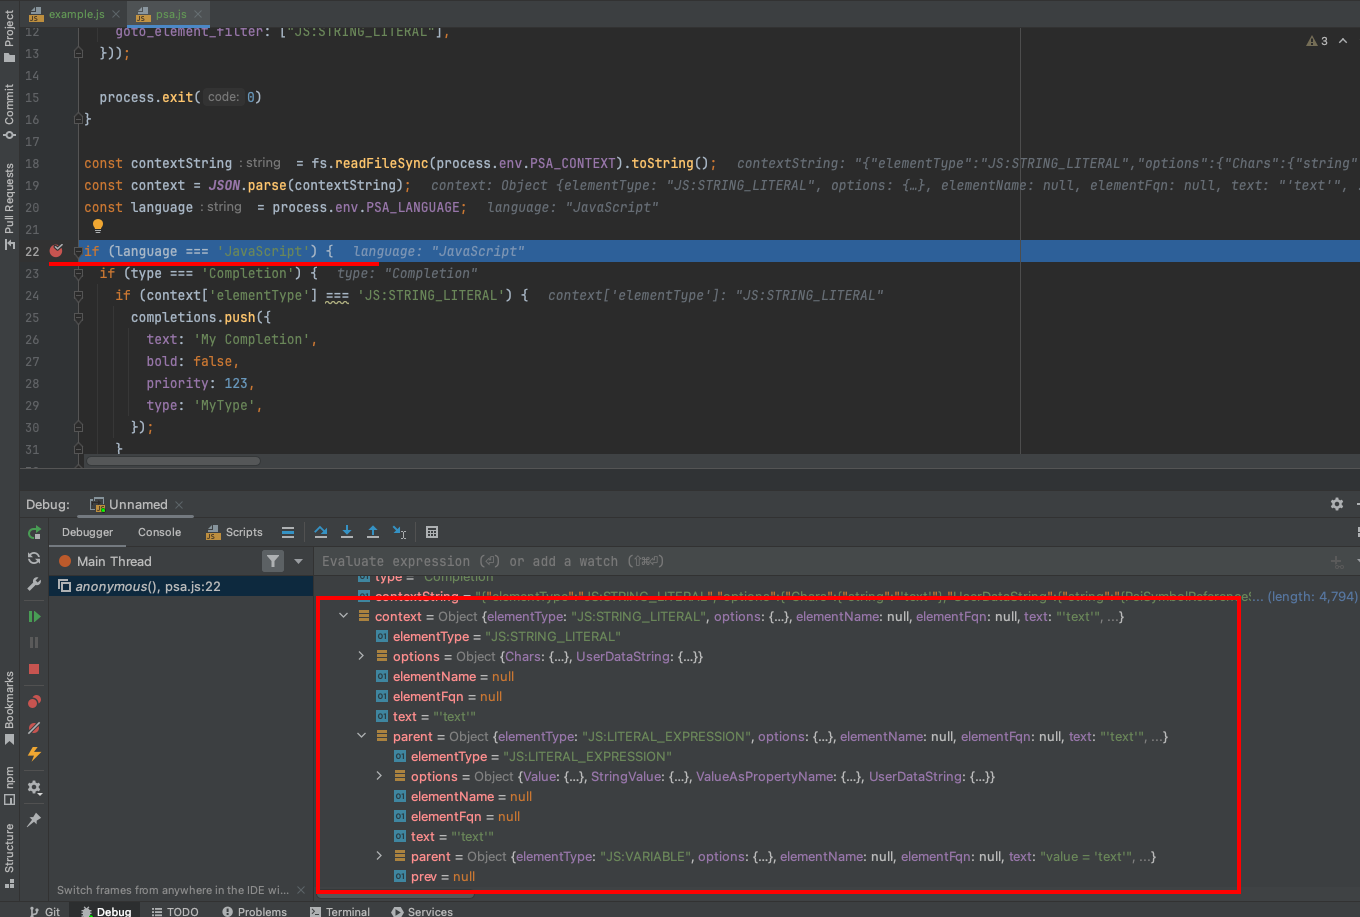 example.js
psa.js
Project
Commit
Pull Requests
Bookmarks
npm
Structure
3
12 goto_element_filter: ["JS:STRING_LITERAL"],
13 }));
14
15 process.exit( code: 0)
16 }
17
18 const contextString : string = fs.readFileSync(process.env.PSA_CONTEXT).toString(); contextString: "{"elementType":"JS:STRING_LITERAL","options":{"Chars":{"string"
19 const context = JSON.parse(contextString); context: Object {elementType: "JS:STRING_LITERAL", options: {…}, elementName: null, elementFqn: null, text: "'text'", .
20 const language : string = process.env.PSA_LANGUAGE; language: "JavaScript"
21
22 if (language === 'JavaScript') { language: "JavaScript"
23 if (type === 'Completion') { type: "Completion"
24 if (context['elementType'] === 'JS:STRING_LITERAL') { context['elementType']: "JS:STRING_LITERAL"
25 completions.push({
26 text: 'My Completion',
27 bold: false,
28 priority: 123,
29 type: 'MyType',
30 });
31 }
Debug: Unnamed
Debugger Console Scripts
Main Thread
Evaluate expression (⏎) or add a watch (⇧⌘⏎)
anonymous(), psa.js:22
type = "Completion"
contextString = "{"elementType":"JS:STRING_LITERAL","options":{"Chars":{"string":"'text'"},"UserDataString":{"string":"{PsiSymbolReferenceS… (length: 4,794)
context = Object {elementType: "JS:STRING_LITERAL", options: {…}, elementName: null, elementFqn: null, text: "'text'", …}
elementType = "JS:STRING_LITERAL"
options = Object {Chars: {…}, UserDataString: {…}}
elementName = null
elementFqn = null
text = "'text'"
parent = Object {elementType: "JS:LITERAL_EXPRESSION", options: {…}, elementName: null, elementFqn: null, text: "'text'", …}
elementType = "JS:LITERAL_EXPRESSION"
options = Object {Value: {…}, StringValue: {…}, ValueAsPropertyName: {…}, UserDataString: {…}}
elementName = null
elementFqn = null
text = "'text'"
parent = Object {elementType: "JS:VARIABLE", options: {…}, elementName: null, elementFqn: null, text: "value = 'text'", …}
prev = null
Switch frames from anywhere in the IDE wi...
Git Debug TODO Problems Terminal Services